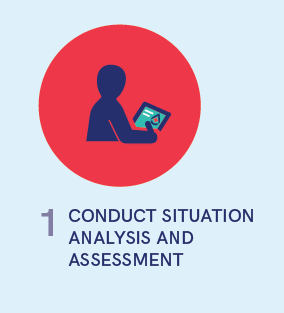 1 CONDUCT SITUATION
ANALYSIS AND
ASSESSMENT